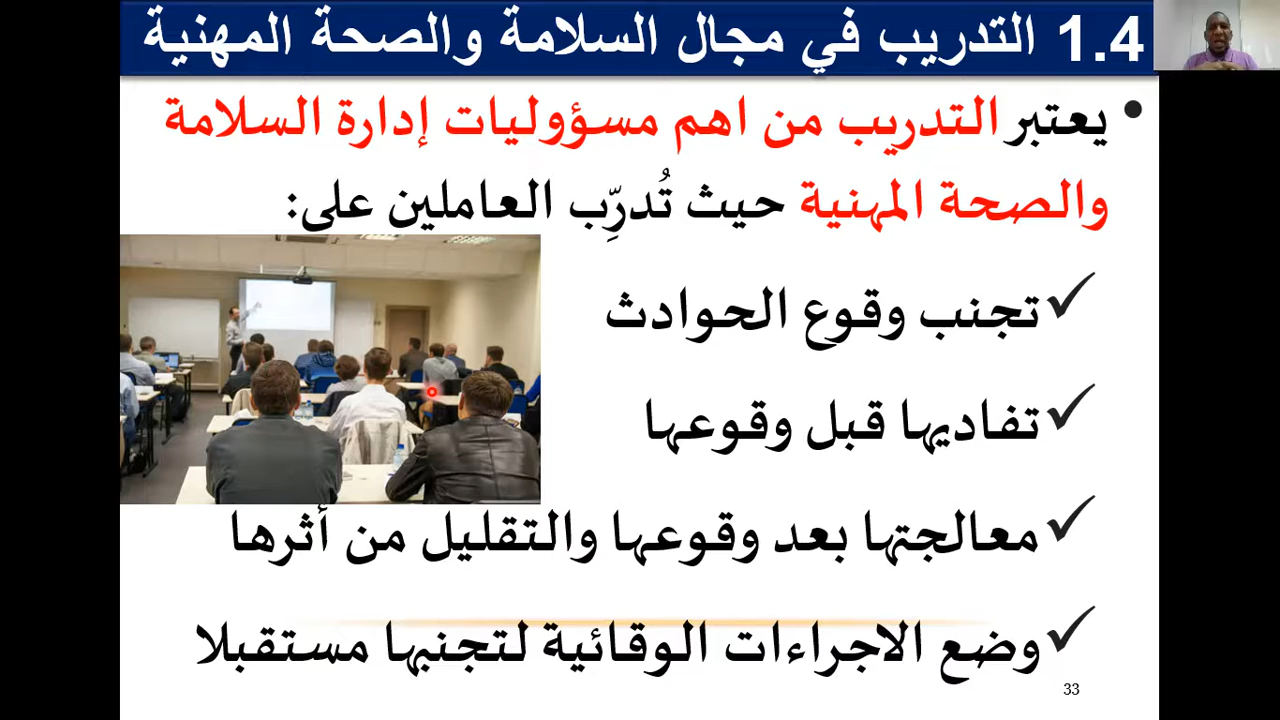 1.4 التدريب في مجال السلامة والصحة المهنية
• يعتبر التدريب من اهم مسؤوليات إدارة السلامة
والصحة المهنية حيث تُدرِّب العاملين على:
✓ تجنب وقوع الحوادث
✓ تفاديها قبل وقوعها
✓ معالجتها بعد وقوعها والتقليل من أثرها
✓ وضع الاجراءات الوقائية لتجنبها مستقبلا
33